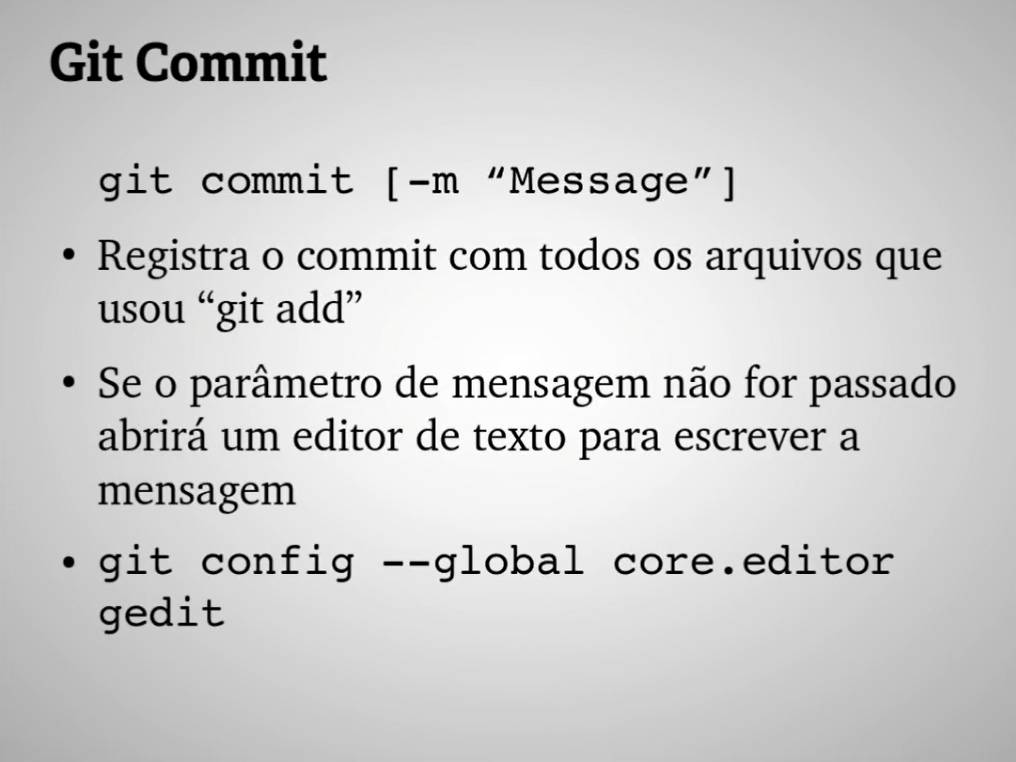 Git Commit
git commit [-m “Message”]
• Registra o commit com todos os arquivos que
usou “git add”
• Se o parâmetro de mensagem não for passado
abrirá um editor de texto para escrever a
mensagem
• git config --global core.editor
gedit